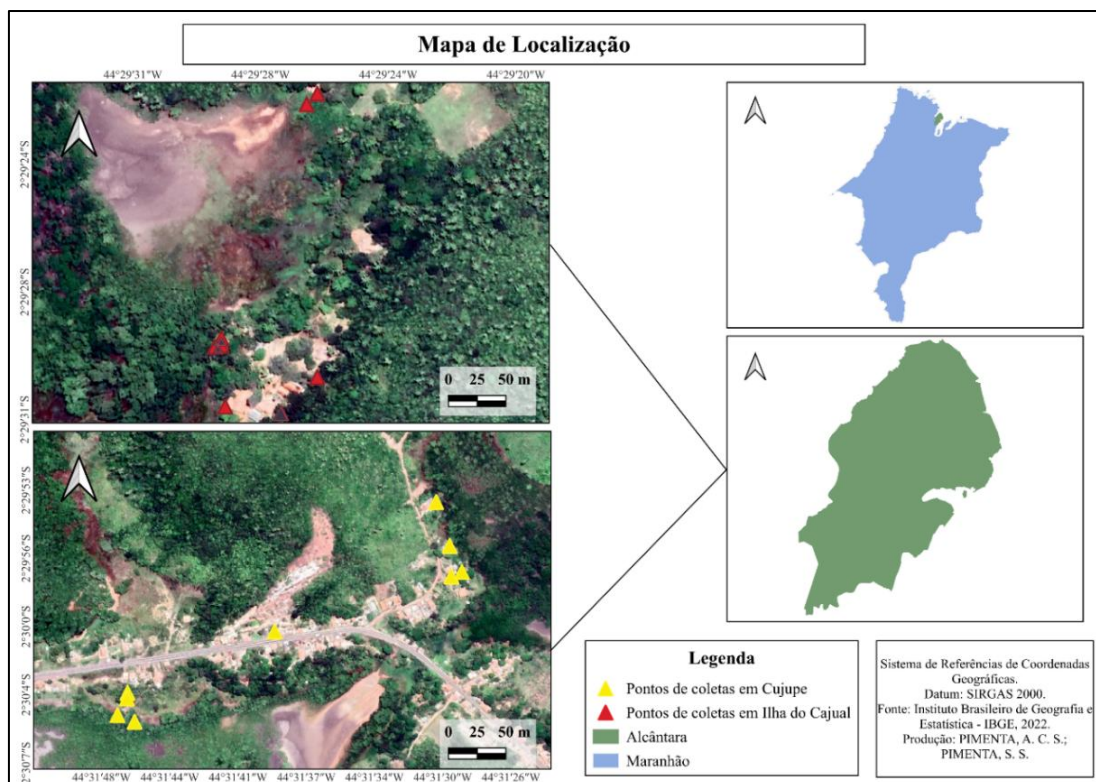 Mapa de Localização
44°29'31"W 44°29'28"W 44°29'24"W 44°29'20"W
2°29'24"S
2°29'28"S
2°29'31"S
0 25 50 m
2°29'53"S
2°29'56"S
2°30'0"S
2°30'4"S
2°30'7"S
0 25 50 m
44°31'48"W 44°31'44"W 44°31'41"W 44°31'37"W 44°31'34"W 44°31'30"W 44°31'26"W
Legenda
Pontos de coletas em Cujupe
Pontos de coletas em Ilha do Cajual
Alcântara
Maranhão
Sistema de Referências de Coordenadas
Geográficas.
Datum: SIRGAS 2000.
Fonte: Instituto Brasileiro de Geografia e
Estatística - IBGE, 2022.
Produção: PIMENTA, A. C. S.;
PIMENTA, S. S.